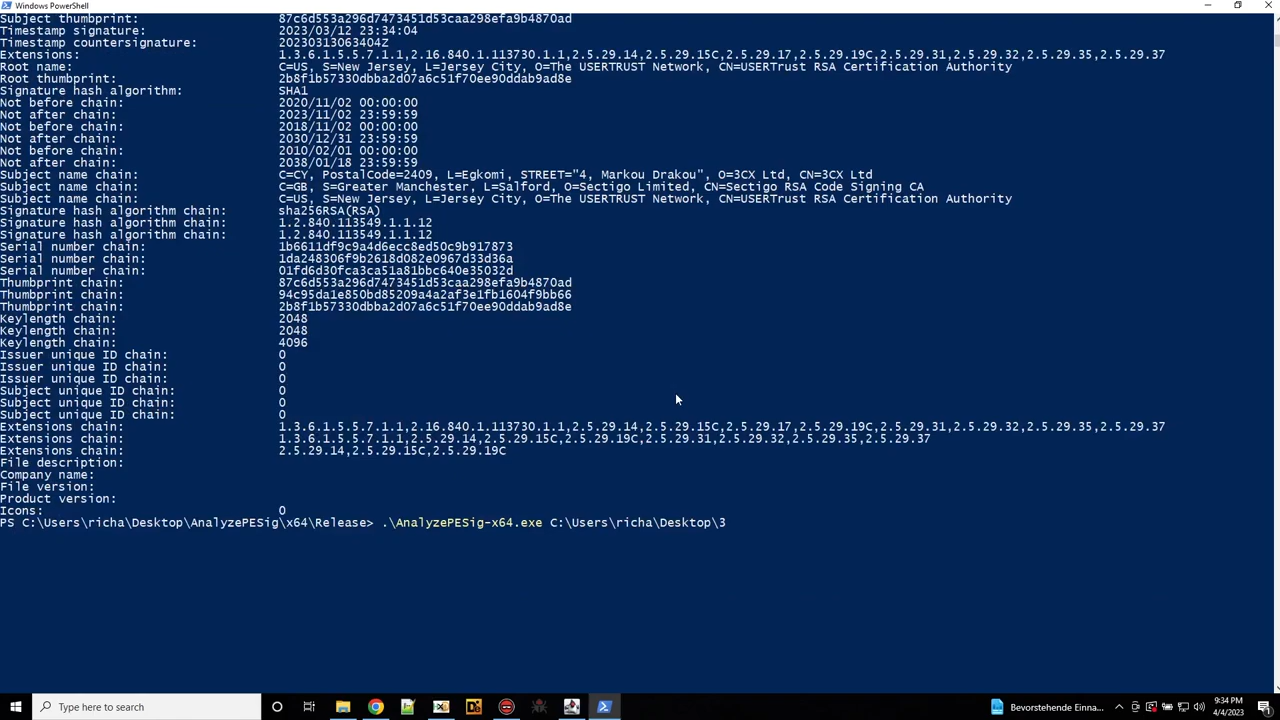 Windows PowerShell
Subject thumbprint: 87c6d553a296d7473451d53caa298efa9b4870ad
Timestamp signature: 2023/03/12 23:34:04
Timestamp countersignature: 20230313063404Z
Extensions: 1.3.6.1.5.5.7.1.1,2.16.840.1.113730.1.1,2.5.29.14,2.5.29.15C,2.5.29.17,2.5.29.19C,2.5.29.31,2.5.29.32,2.5.29.35,2.5.29.37
Root name: C=US, S=New Jersey, L=Jersey City, O=The USERTRUST Network, CN=USERTrust RSA Certification Authority
Root thumbprint: 2b8f1b57330dbba2d07a6c51f70ee90ddab9ad8e
Signature hash algorithm: SHA1
Not before chain: 2020/11/02 00:00:00
Not after chain: 2023/11/02 23:59:59
Not before chain: 2018/11/02 00:00:00
Not after chain: 2030/12/31 23:59:59
Not before chain: 2010/02/01 00:00:00
Not after chain: 2038/01/18 23:59:59
Subject name chain: C=CY, PostalCode=2409, L=Egkomi, STREET="4, Markou Drakou", O=3CX Ltd, CN=3CX Ltd
Subject name chain: C=GB, S=Greater Manchester, L=Salford, O=Sectigo Limited, CN=Sectigo RSA Code Signing CA
Subject name chain: C=US, S=New Jersey, L=Jersey City, O=The USERTRUST Network, CN=USERTrust RSA Certification Authority
Signature hash algorithm chain: sha256RSA(RSA)
Signature hash algorithm chain: 1.2.840.113549.1.1.12
Signature hash algorithm chain: 1.2.840.113549.1.1.12
Serial number chain: 1b6611df9c9a4d6ecc8ed50c9b917873
Serial number chain: 1da248306f9b2618d082e0967d33d36a
Serial number chain: 01fd6d30fca3ca51a81bbc640e35032d
Thumbprint chain: 87c6d553a296d7473451d53caa298efa9b4870ad
Thumbprint chain: 94c95da1e850bd85209a4a2af3e1fb1604f9bb66
Thumbprint chain: 2b8f1b57330dbba2d07a6c51f70ee90ddab9ad8e
Keylength chain: 2048
Keylength chain: 2048
Keylength chain: 4096
Issuer unique ID chain: 0
Issuer unique ID chain: 0
Issuer unique ID chain: 0
Subject unique ID chain: 0
Subject unique ID chain: 0
Subject unique ID chain: 0
Extensions chain: 1.3.6.1.5.5.7.1.1,2.16.840.1.113730.1.1,2.5.29.14,2.5.29.15C,2.5.29.17,2.5.29.19C,2.5.29.31,2.5.29.32,2.5.29.35,2.5.29.37
Extensions chain: 1.3.6.1.5.5.7.1.1,2.5.29.14,2.5.29.15C,2.5.29.19C,2.5.29.31,2.5.29.32,2.5.29.35,2.5.29.37
Extensions chain: 2.5.29.14,2.5.29.15C,2.5.29.19C
File description:
Company name:
File version:
Product version:
Icons: 0
PS C:\Users\richa\Desktop\AnalyzePESig\x64\Release> .\AnalyzePESig-x64.exe C:\Users\richa\Desktop\3
Type here to search
Bevorstehende Einna...
9:34 PM
4/4/2023